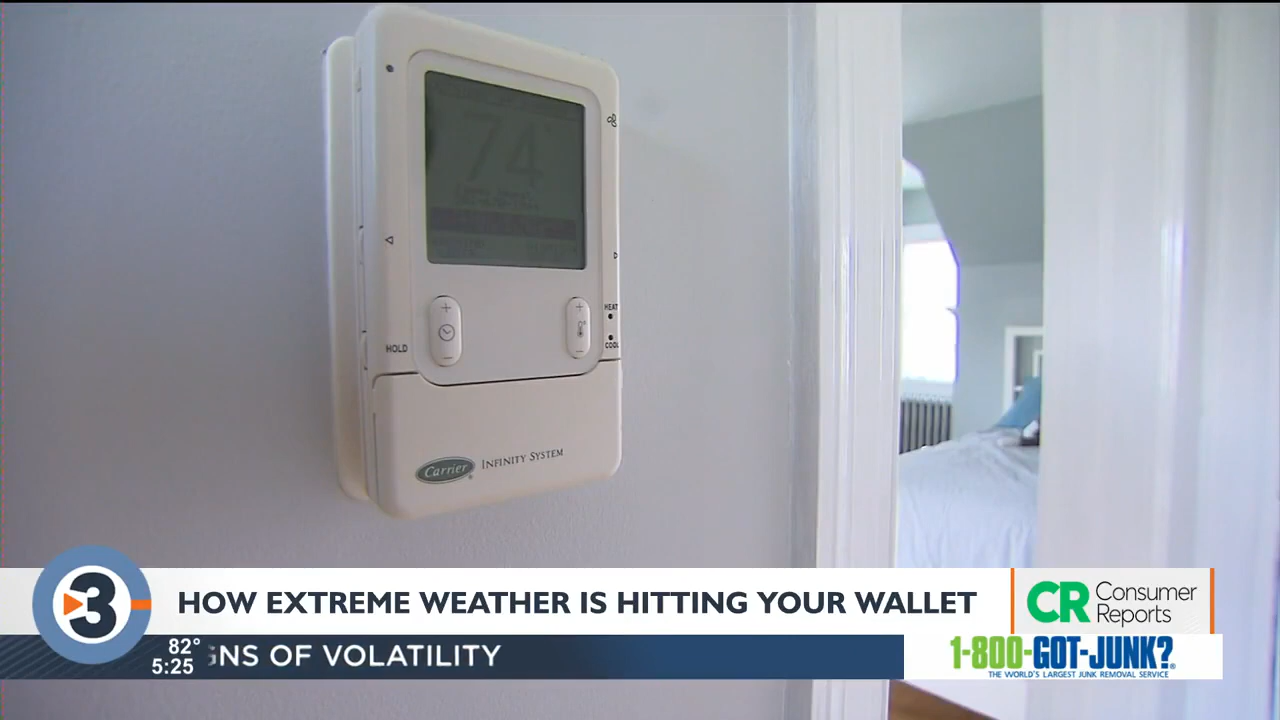 74°
HEAT
COOL
HOLD
Carrier
INFINITY SYSTEM
3
HOW EXTREME WEATHER IS HITTING YOUR WALLET
CR Consumer
Reports
82°
5:25
NS OF VOLATILITY
1-800-GOT-JUNK?
THE WORLD'S LARGEST JUNK REMOVAL SERVICE